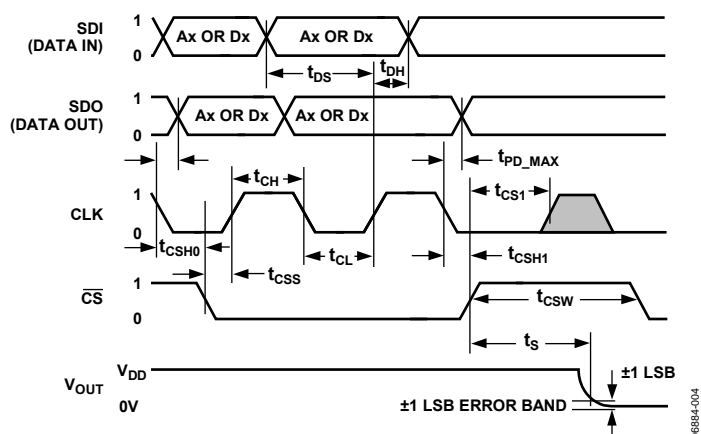 SDI
(DATA IN)
1
0
Ax OR Dx
Ax OR Dx
tDS
tDH
SDO
(DATA OUT)
1
0
Ax OR Dx
Ax OR Dx
tPD_MAX
CLK
1
0
tCH
tCS1
tCSH0
tCL
tCSH1
tCSS
CS
1
0
tCSW
tS
VOUT
VDD
0V
±1 LSB
±1 LSB ERROR BAND
06884-004